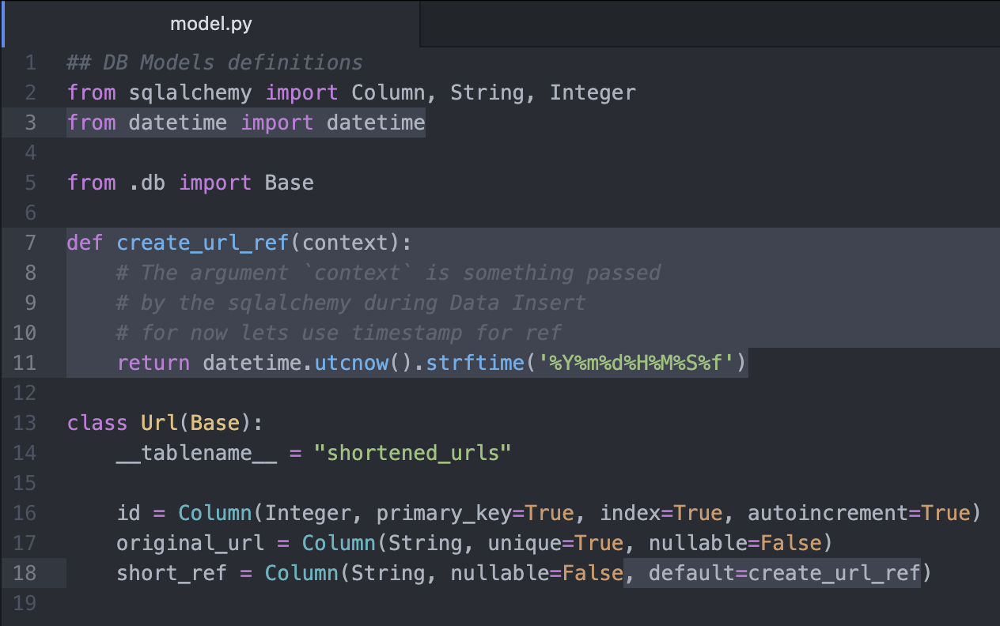 model.py
1 ## DB Models definitions
2 from sqlalchemy import Column, String, Integer
3 from datetime import datetime
4
5 from .db import Base
6
7 def create_url_ref(context):
8     # The argument `context` is something passed
9     # by the sqlalchemy during Data Insert
10     # for now lets use timestamp for ref
11     return datetime.utcnow().strftime('%Y%m%d%H%M%S%f')
12
13 class Url(Base):
14     __tablename__ = "shortened_urls"
15
16     id = Column(Integer, primary_key=True, index=True, autoincrement=True)
17     original_url = Column(String, unique=True, nullable=False)
18     short_ref = Column(String, nullable=False, default=create_url_ref)
19